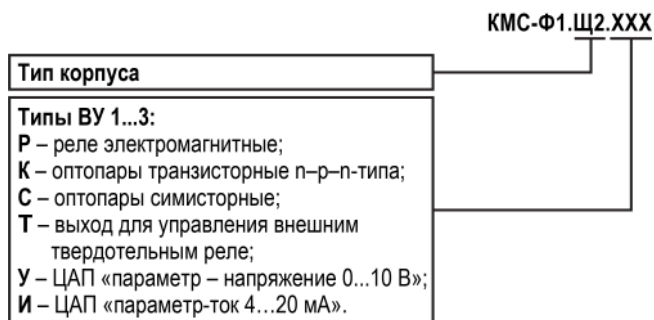 КМС-Ф1.Щ2.ХХХ
Тип корпуса
Типы ВУ 1...3:
Р – реле электромагнитные;
К – оптопары транзисторные n–p–n-типа;
С – оптопары симисторные;
Т – выход для управления внешним
твердотельным реле;
У – ЦАП «параметр – напряжение 0...10 В»;
И – ЦАП «параметр-ток 4…20 мА».